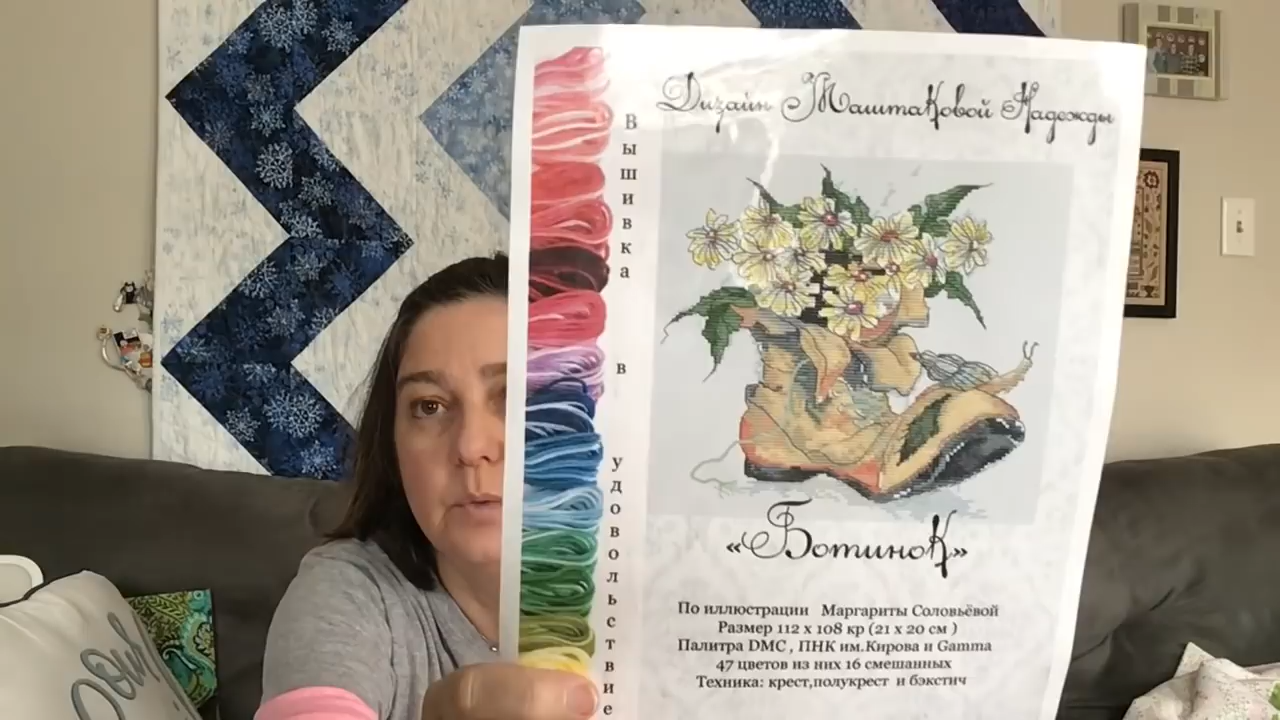 Дизайн Маштаковой Надежды
Вышивка в удовольствие
«Ботинок»
По иллюстрации Маргариты Соловьёвой
Размер 112 х 108 кр (21 х 20 см )
Палитра DMC , ПНК им.Кирова и Gamma
47 цветов из них 16 смешанных
Техника: крест,полукрест и бэкстич